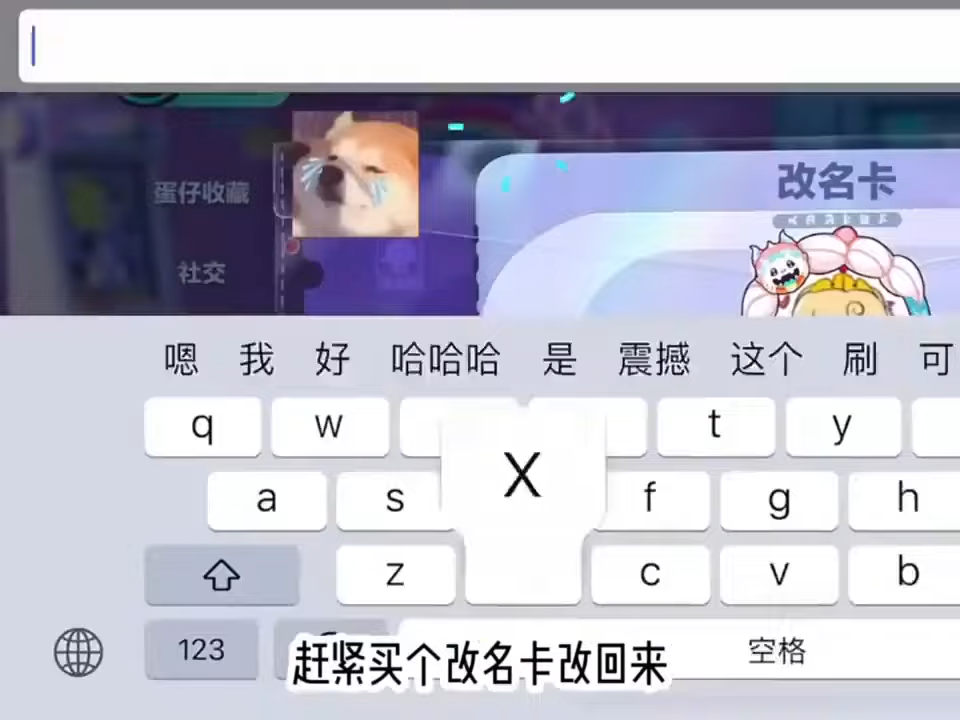 改名卡
蛋仔收藏
社交
嗯 我 好 哈哈哈 是 震撼 这个 刷 可
q w t y
a s X f g h
z c v b
123 空格
赶紧买个改名卡改回来